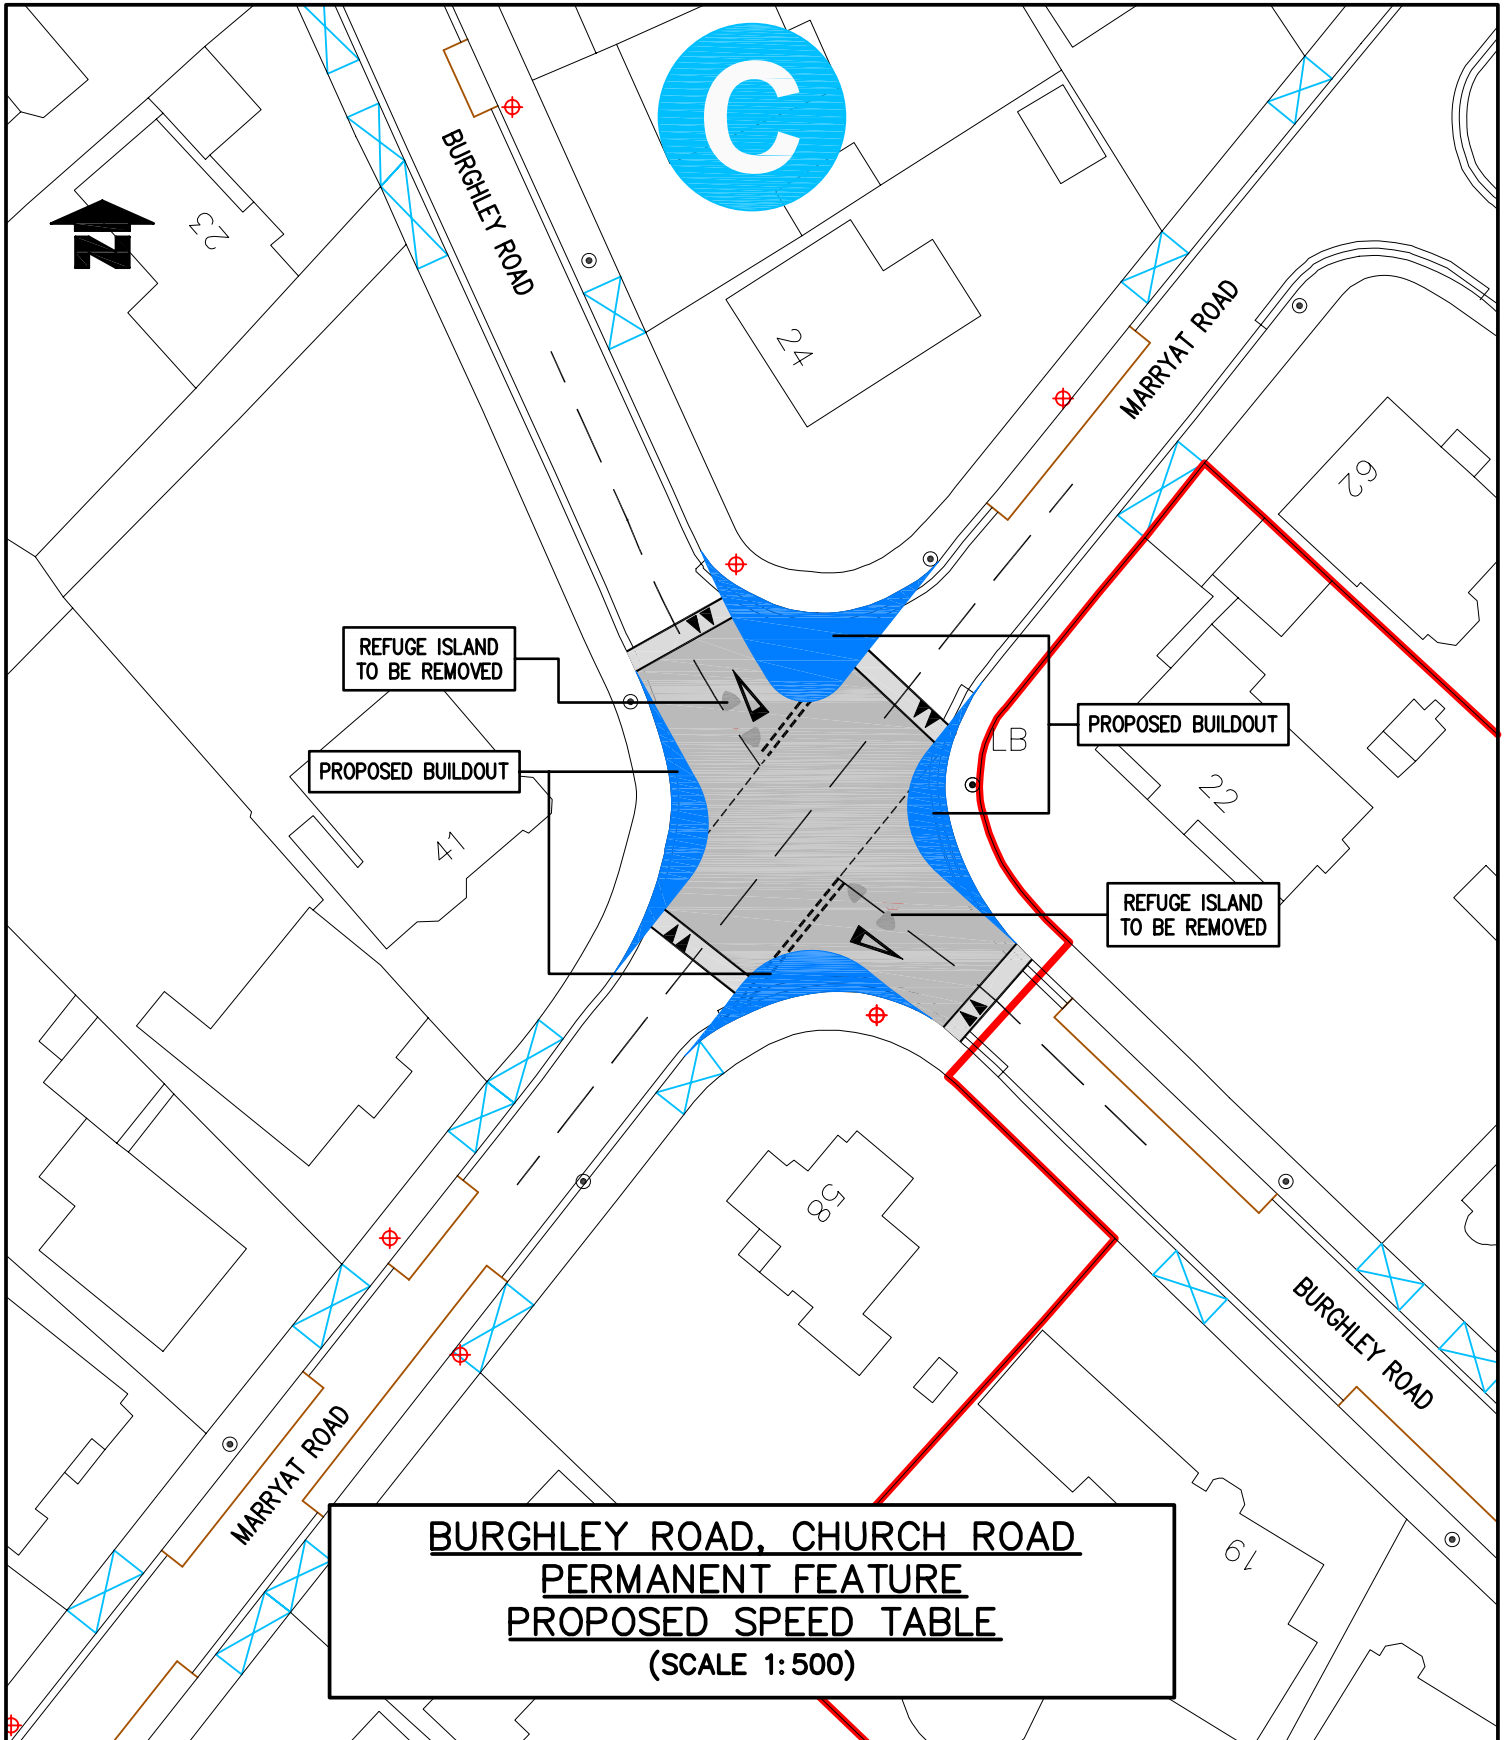 C
BURGHLEY ROAD
N
23
24
MARRYAT ROAD
62
REFUGE ISLAND
TO BE REMOVED
PROPOSED BUILDOUT
LB
PROPOSED BUILDOUT
22
41
REFUGE ISLAND
TO BE REMOVED
58
BURGHLEY ROAD
MARRYAT ROAD
19
BURGHLEY ROAD, CHURCH ROAD
PERMANENT FEATURE
PROPOSED SPEED TABLE
(SCALE 1:500)